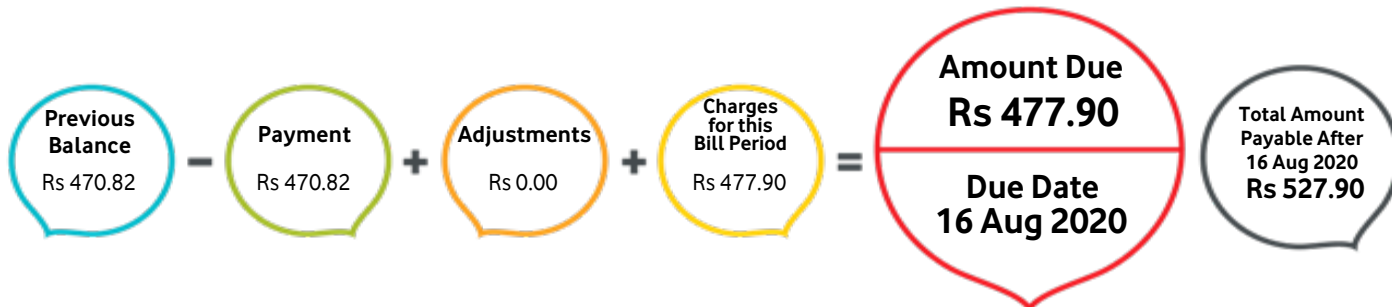 Previous
Balance
Rs 470.82
-
Payment
Rs 470.82
+
Adjustments
Rs 0.00
+
Charges
for this
Bill Period
Rs 477.90
=
Amount Due
Rs 477.90
Due Date
16 Aug 2020
Total Amount
Payable After
16 Aug 2020
Rs 527.90